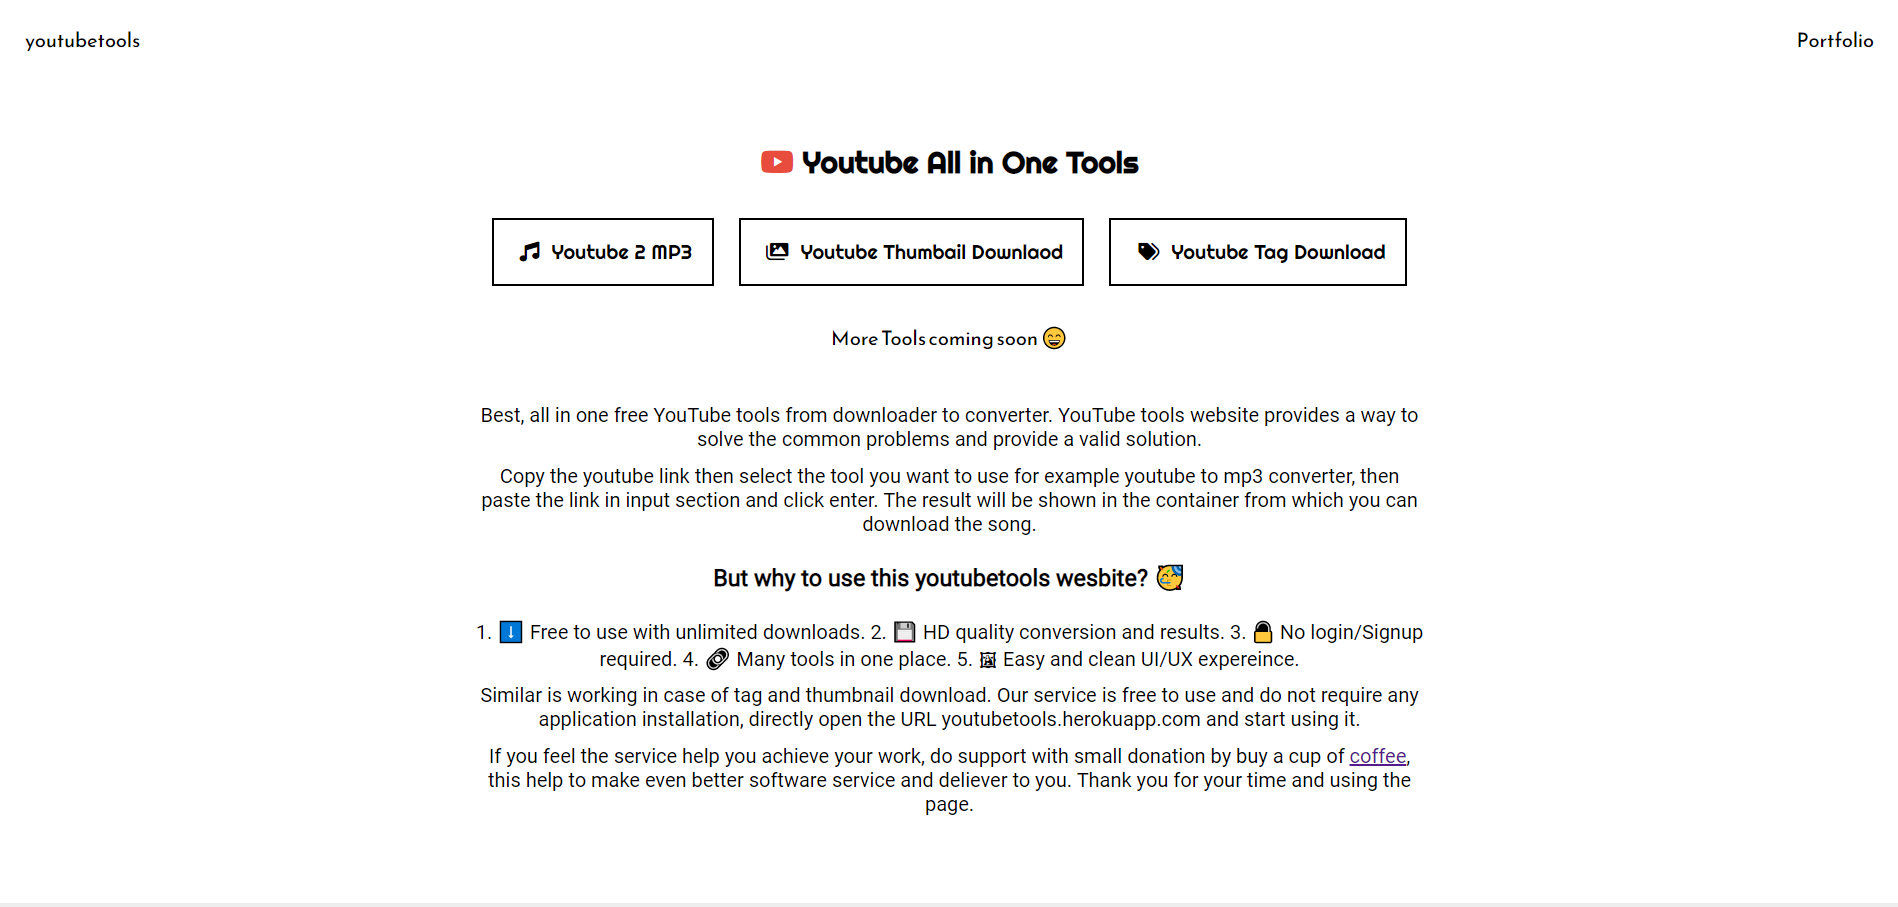 youtubetools
Portfolio
Youtube All in One Tools
Youtube 2 MP3
Youtube Thumbail Downlaod
Youtube Tag Download
More Tools coming soon 😄
Best, all in one free YouTube tools from downloader to converter. YouTube tools website provides a way to
solve the common problems and provide a valid solution.
Copy the youtube link then select the tool you want to use for example youtube to mp3 converter, then
paste the link in input section and click enter. The result will be shown in the container from which you can
download the song.
But why to use this youtubetools wesbite? 🥳
1. ⬇️ Free to use with unlimited downloads. 2. 💾 HD quality conversion and results. 3. 🔒 No login/Signup
required. 4. 🔗 Many tools in one place. 5. 🖼 Easy and clean UI/UX expereince.
Similar is working in case of tag and thumbnail download. Our service is free to use and do not require any
application installation, directly open the URL youtubetools.herokuapp.com and start using it.
If you feel the service help you achieve your work, do support with small donation by buy a cup of coffee,
this help to make even better software service and deliever to you. Thank you for your time and using the
page.